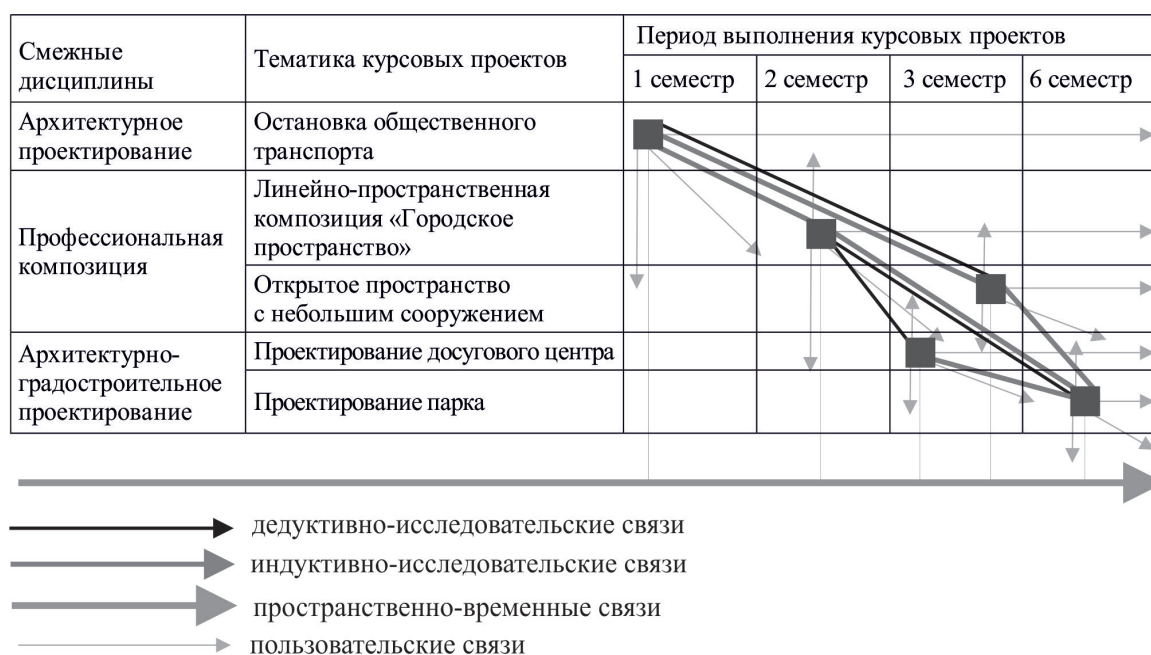 Смежные
дисциплины
Тематика курсовых проектов
Период выполнения курсовых проектов
1 семестр
2 семестр
3 семестр
6 семестр
Архитектурное
проектирование
Остановка общественного
транспорта
Профессиональная
композиция
Линейно-пространственная
композиция «Городское
пространство»
Открытое пространство
с небольшим сооружением
Архитектурно-
градостроительное
проектирование
Проектирование досугового центра
Проектирование парка
дедуктивно-исследовательские связи
индуктивно-исследовательские связи
пространственно-временные связи
пользовательские связи